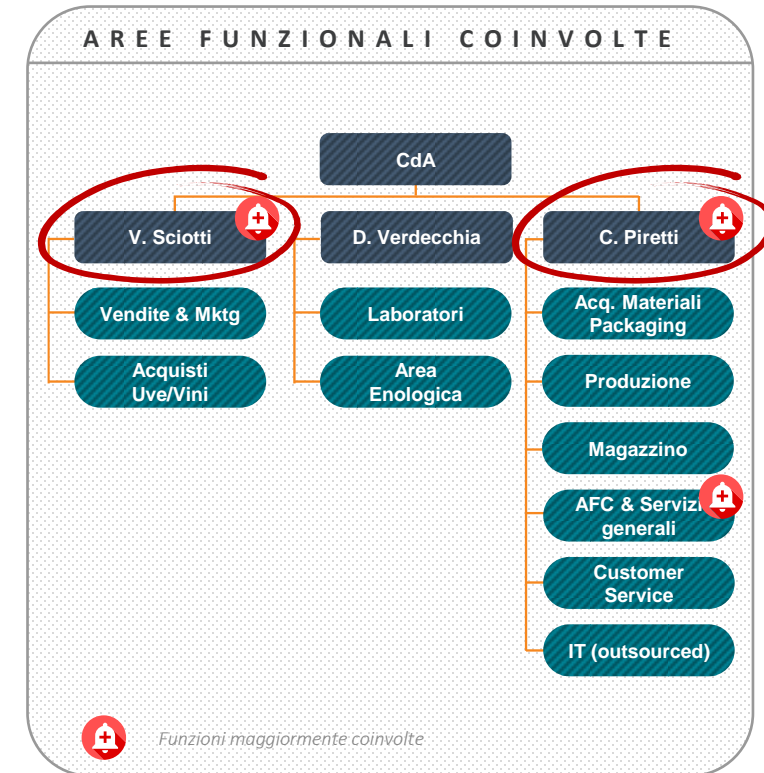 AREE FUNZIONALI COINVOLTE
CdA
V. Sciotti
D. Verdecchia
C. Piretti
Vendite & Mktg
Laboratori
Acq. Materiali
Packaging
Acquisti
Uve/Vini
Area
Enologica
Produzione
Magazzino
AFC & Servizi
generali
Customer
Service
IT (outsourced)
Funzioni maggiormente coinvolte